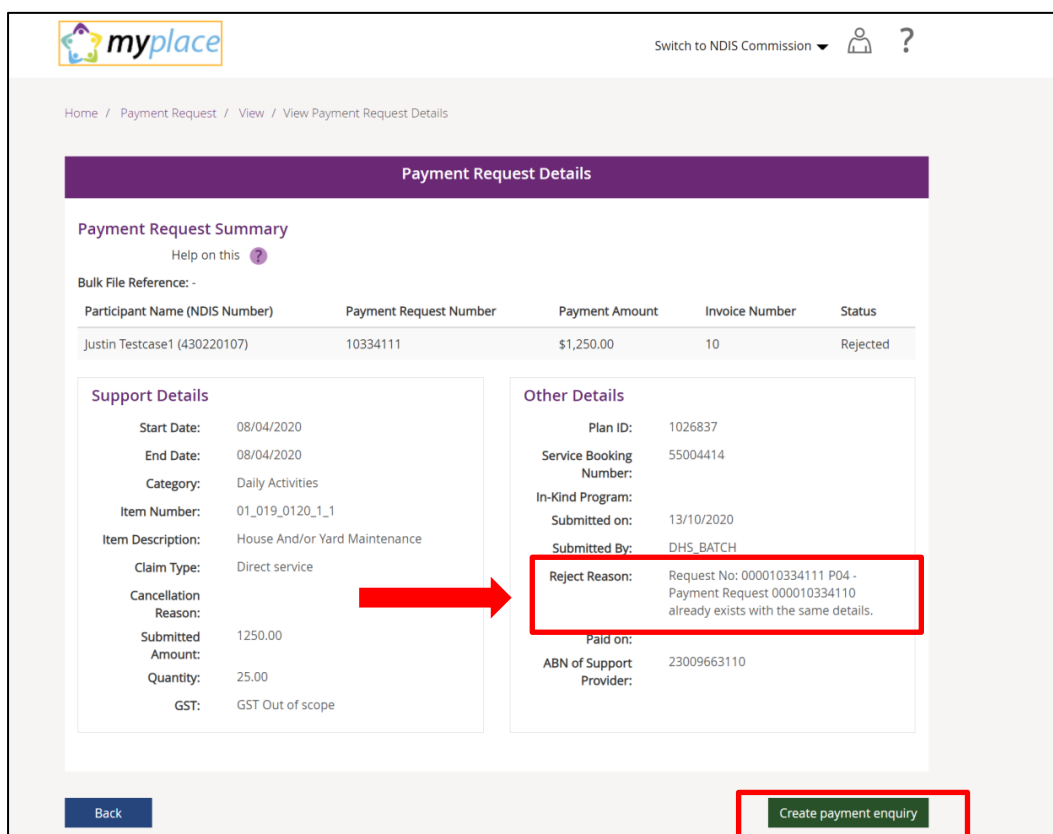 myplace
Switch to NDIS Commission
?
Home / Payment Request / View / View Payment Request Details
Payment Request Details
Payment Request Summary
Help on this ?
Bulk File Reference: -
Participant Name (NDIS Number) Payment Request Number Payment Amount Invoice Number Status
Justin Testcase1 (430220107) 10334111 $1,250.00 10 Rejected
Support Details
Start Date: 08/04/2020
End Date: 08/04/2020
Category: Daily Activities
Item Number: 01_019_0120_1_1
Item Description: House And/or Yard Maintenance
Claim Type: Direct service
Cancellation
Reason:
Submitted 1250.00
Amount:
Quantity: 25.00
GST: GST Out of scope
Other Details
Plan ID: 1026837
Service Booking 55004414
Number:
In-Kind Program:
Submitted on: 13/10/2020
Submitted By: DHS_BATCH
Reject Reason: Request No: 000010334111 P04 -
Payment Request 000010334110
already exists with the same details.
Paid on:
ABN of Support 23009663110
Provider:
Back
Create payment enquiry